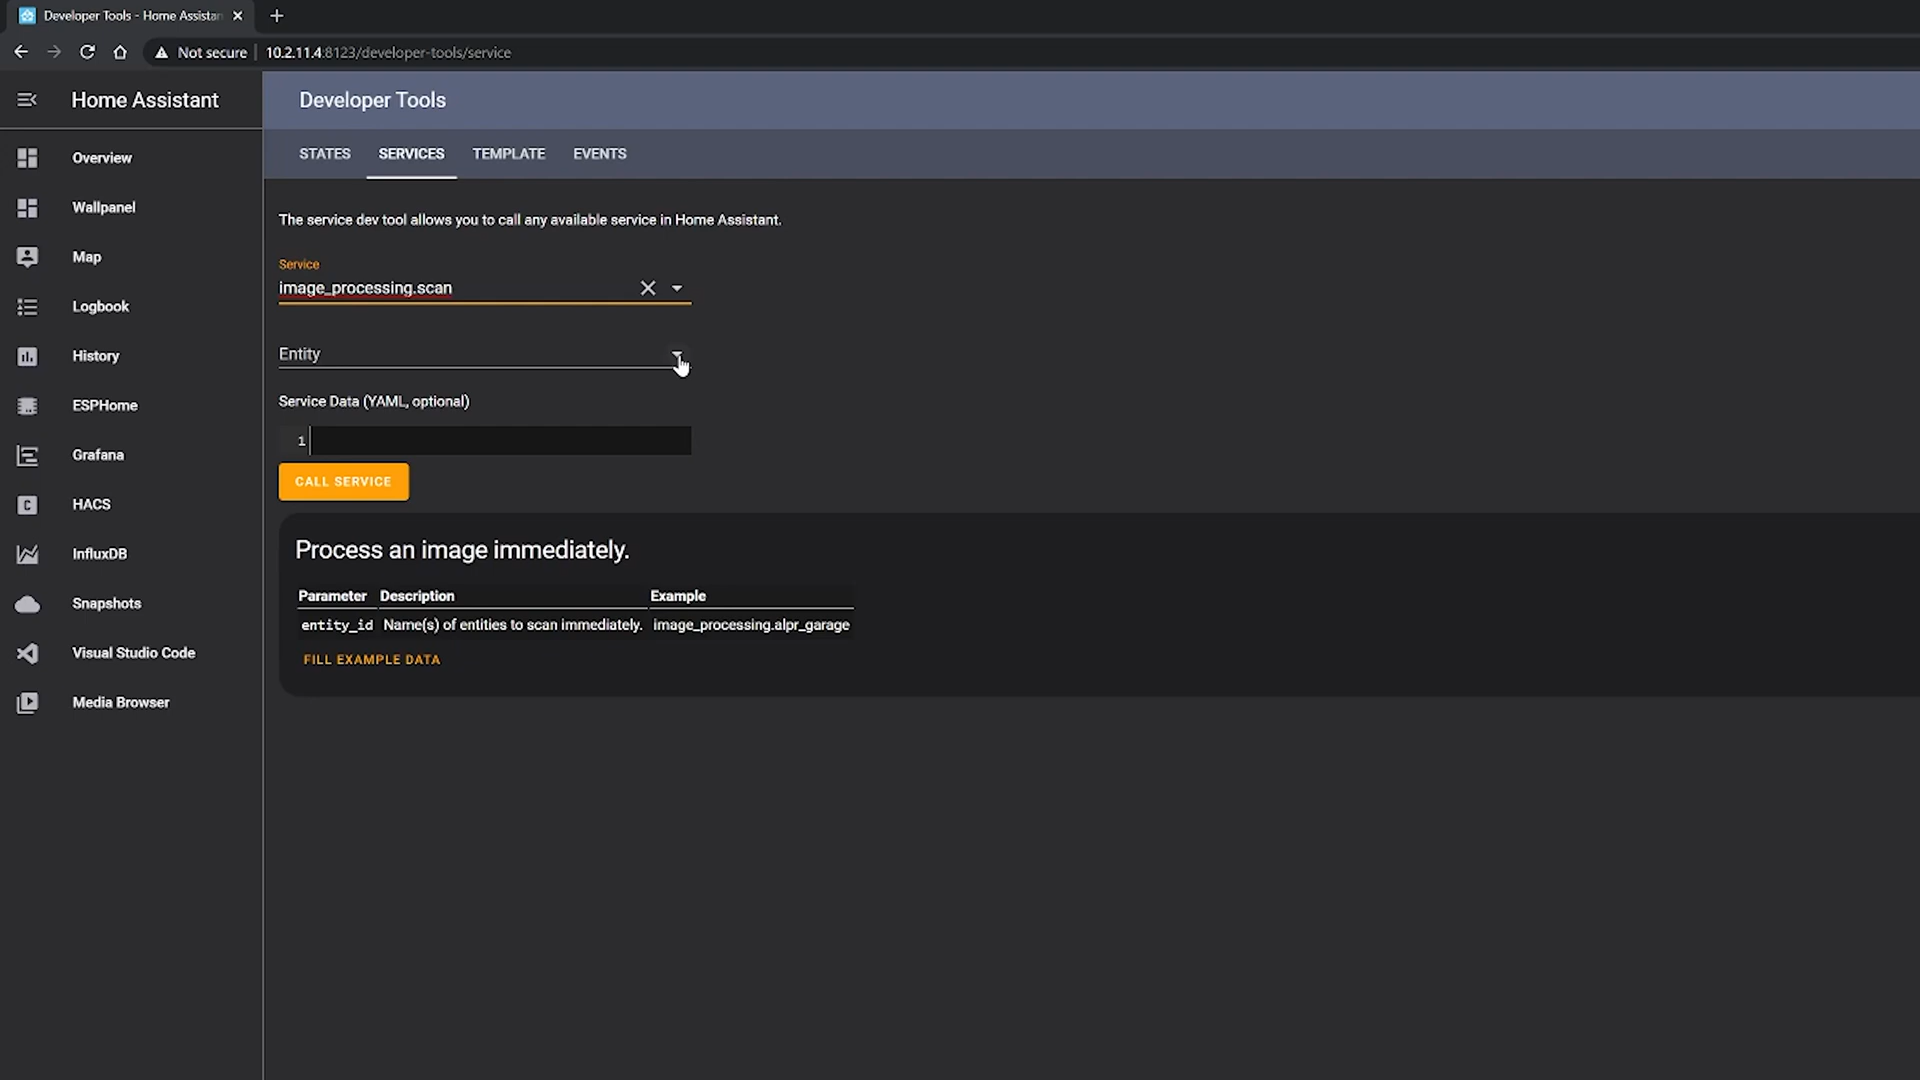 Developer Tools - Home Assistan
Not secure
10.2.11.4:8123/developer-tools/service
Home Assistant
Developer Tools
STATES
SERVICES
TEMPLATE
EVENTS
Overview
Wallpanel
Map
Logbook
History
ESPHome
Grafana
HACS
InfluxDB
Snapshots
Visual Studio Code
Media Browser
The service dev tool allows you to call any available service in Home Assistant.
Service
image_processing.scan
Entity
Service Data (YAML, optional)
1
CALL SERVICE
Process an image immediately.
Parameter Description Example
entity_id Name(s) of entities to scan immediately. image_processing.alpr_garage
FILL EXAMPLE DATA